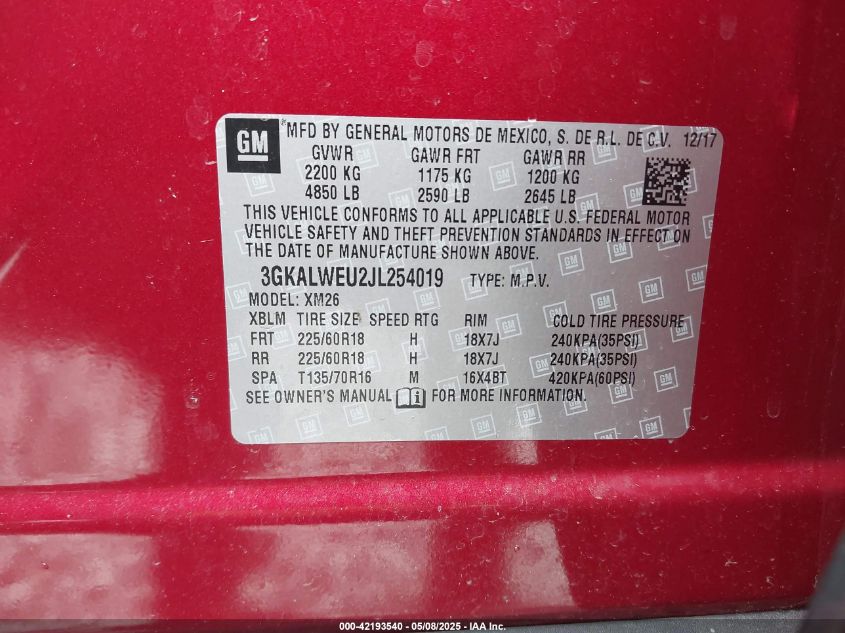 GM *MFD BY GENERAL MOTORS DE MEXICO, S. DE R.L. DE C.V. 12/17
GVWR GAWR FRT GAWR RR
2200 KG 1175 KG 1200 KG
4850 LB 2590 LB 2645 LB
THIS VEHICLE CONFORMS TO ALL APPLICABLE U.S. FEDERAL MOTOR
VEHICLE SAFETY AND THEFT PREVENTION STANDARDS IN EFFECT ON
THE DATE OF MANUFACTURE SHOWN ABOVE.
3GKALWEU2JL254019 TYPE: M.P.V.
MODEL: XM26
XBLM TIRE SIZE SPEED RTG RIM COLD TIRE PRESSURE
FRT 225/60R18 H 18X7J 240KPA(35PSI)
RR 225/60R18 H 18X7J 240KPA(35PSI)
SPA T135/70R16 M 16X4BT 420KPA(60PSI)
SEE OWNER'S MANUAL FOR MORE INFORMATION.
000-42193540 - 05/08/2025 - IAA Inc.